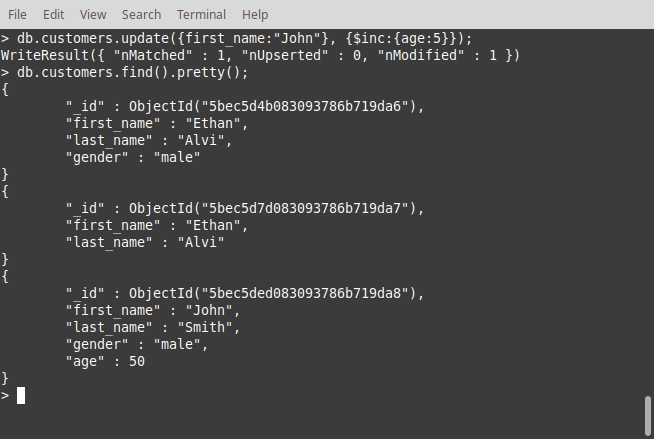 File Edit View Search Terminal Help
> db.customers.update({first_name:"John"}, {$inc:{age:5}});
WriteResult({ "nMatched" : 1, "nUpserted" : 0, "nModified" : 1 })
> db.customers.find().pretty();
{
        "_id" : ObjectId("5bec5d4b083093786b719da6"),
        "first_name" : "Ethan",
        "last_name" : "Alvi",
        "gender" : "male"
}
{
        "_id" : ObjectId("5bec5d7d083093786b719da7"),
        "first_name" : "Ethan",
        "last_name" : "Alvi"
}
{
        "_id" : ObjectId("5bec5ded083093786b719da8"),
        "first_name" : "John",
        "last_name" : "Smith",
        "gender" : "male",
        "age" : 50
}
>